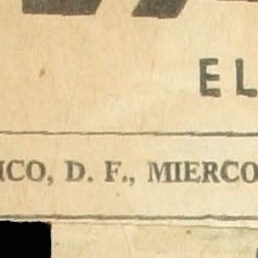 EL
ICO, D. F., MIERCO